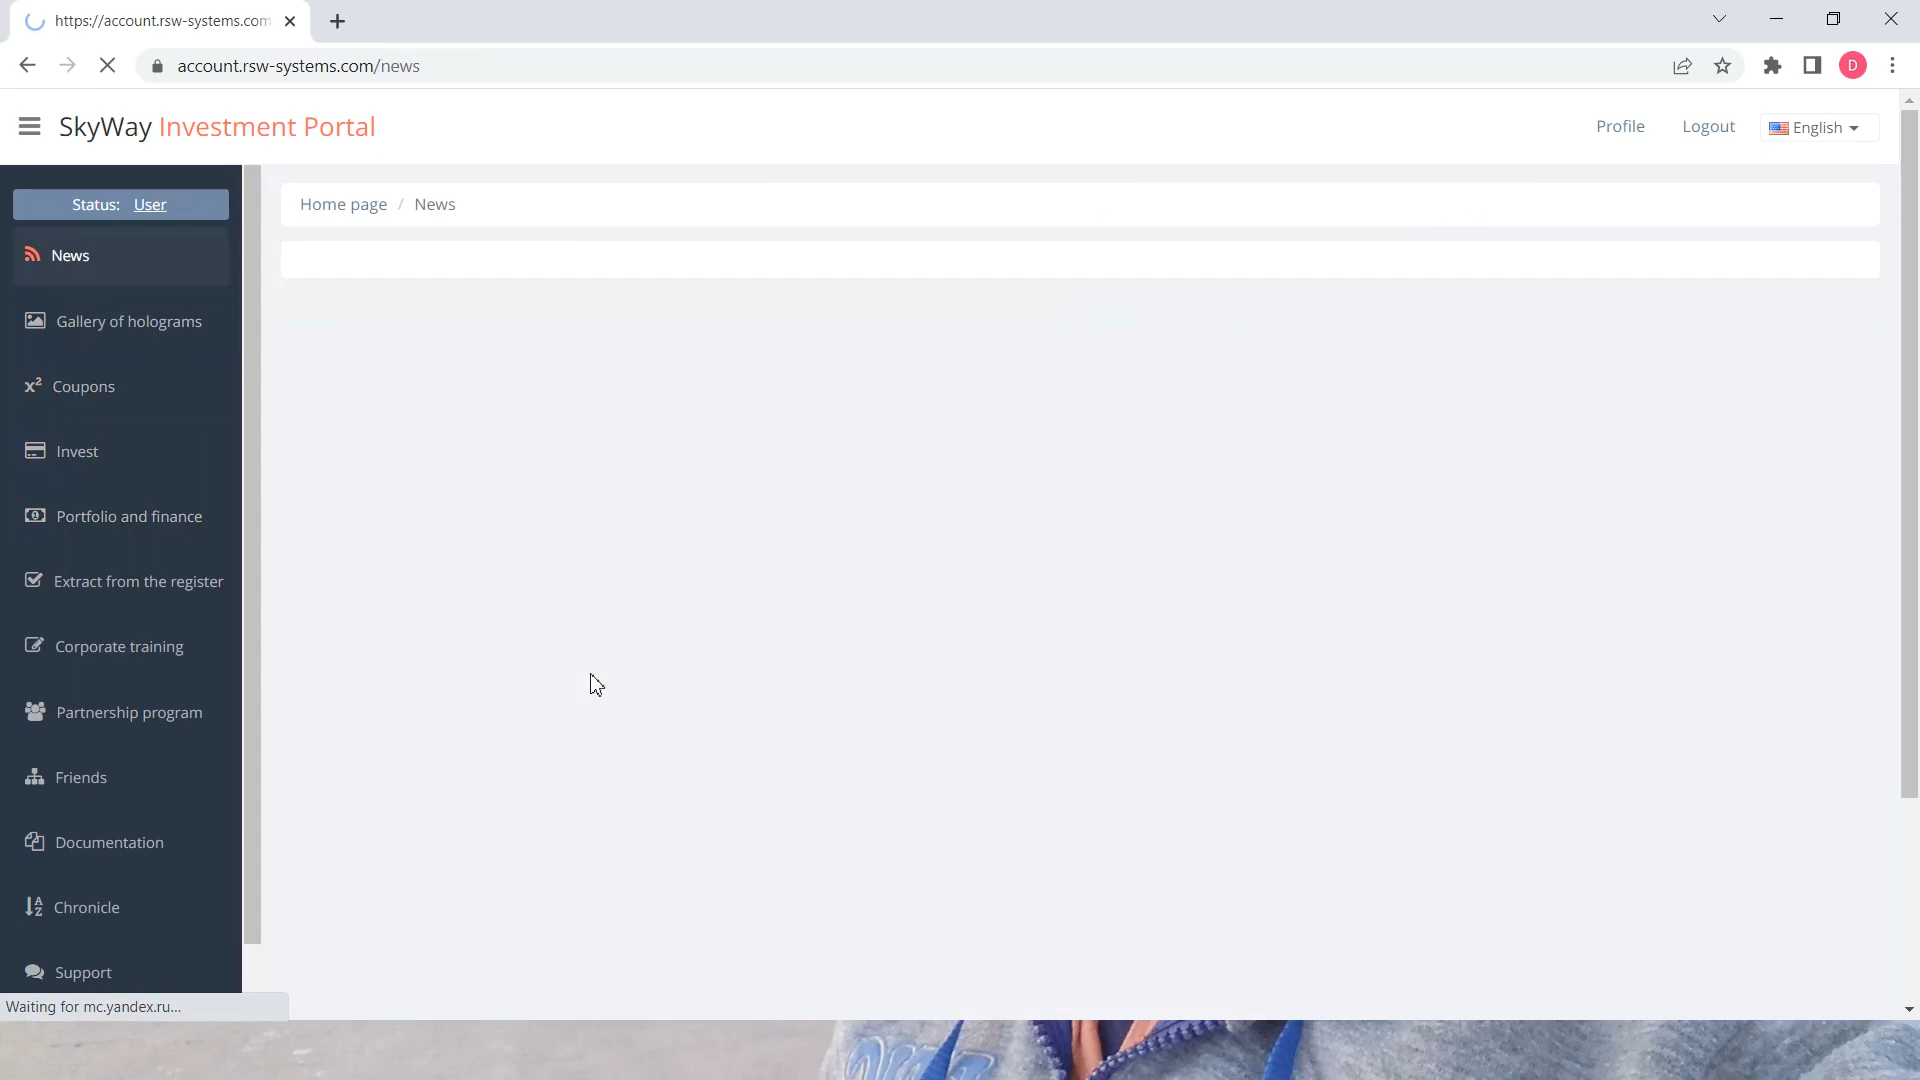 https://account.rsw-systems.com
account.rsw-systems.com/news
D
SkyWay Investment Portal
Profile
Logout
English
Status: User
Home page / News
News
Gallery of holograms
x² Coupons
Invest
Portfolio and finance
Extract from the register
Corporate training
Partnership program
Friends
Documentation
Chronicle
Support
Waiting for mc.yandex.ru...